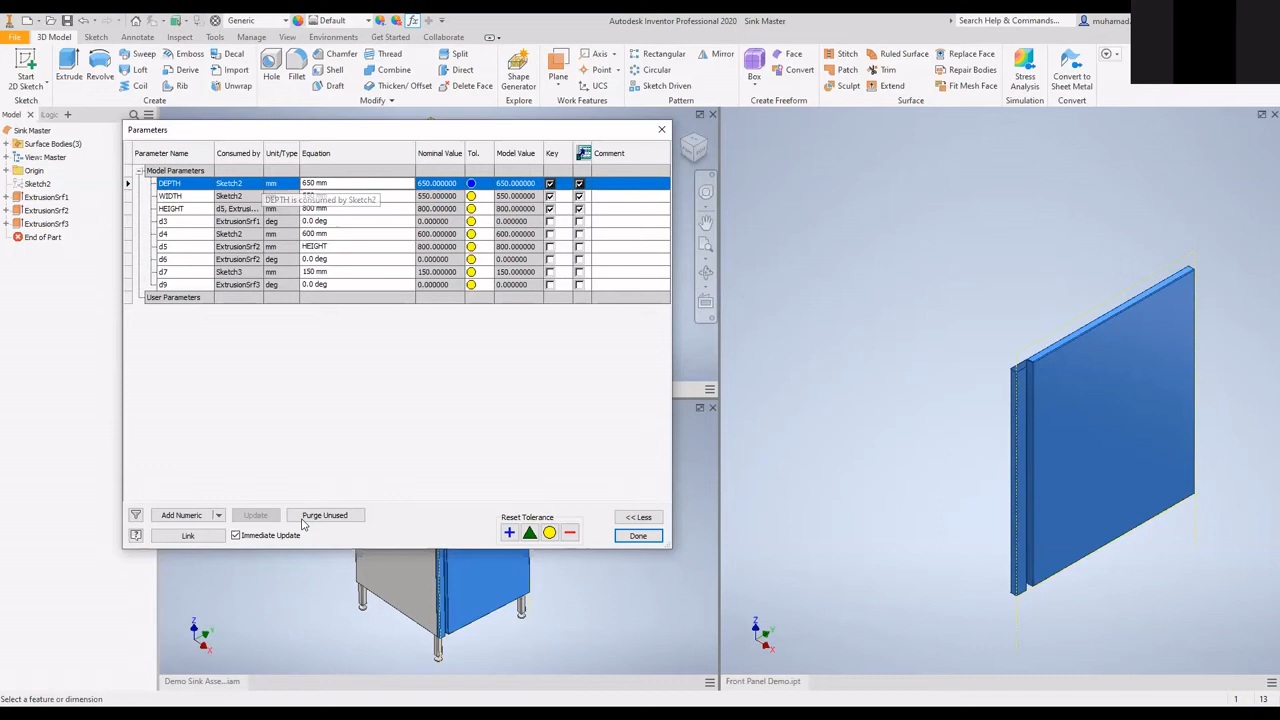 Generic
Default
fx
Autodesk Inventor Professional 2020 Sink Master
Search Help & Commands...
muhamad
File 3D Model Sketch Annotate Inspect Tools Manage View Environments Get Started Collaborate
Start
2D Sketch
Extrude
Revolve
Sweep
Emboss
Decal
Loft
Derive
Import
Coil
Rib
Unwrap
Hole
Fillet
Chamfer
Thread
Split
Shell
Combine
Direct
Draft
Thicken/ Offset
Delete Face
Shape
Generator
Plane
Axis
Point
UCS
Rectangular
Mirror
Circular
Sketch Driven
Box
Face
Convert
Stitch
Ruled Surface
Replace Face
Patch
Trim
Repair Bodies
Sculpt
Extend
Fit Mesh Face
Stress
Analysis
Convert to
Sheet Metal
Sketch
Create
Modify
Explore
Work Features
Pattern
Create Freeform
Surface
Simulation
Convert
Model
iLogic
Sink Master
Surface Bodies(3)
View: Master
Origin
Sketch2
ExtrusionSrf1
ExtrusionSrf2
ExtrusionSrf3
End of Part
Parameters
Parameter Name Consumed by Unit/Type Equation Nominal Value Tol. Model Value Key Comment
Model Parameters
DEPTH Sketch2 mm 650 mm 650.000000 650.000000
WIDTH Sketch2 mm 550.000000 550.000000
DEPTH is consumed by Sketch2
HEIGHT d5, Extrusi... mm 800 mm 800.000000 800.000000
d3 ExtrusionSrf1 deg 0.0 deg 0.000000 0.000000
d4 Sketch2 mm 600 mm 600.000000 600.000000
d5 ExtrusionSrf2 mm HEIGHT 800.000000 800.000000
d6 ExtrusionSrf2 deg 0.0 deg 0.000000 0.000000
d7 Sketch3 mm 150 mm 150.000000 150.000000
d9 ExtrusionSrf3 deg 0.0 deg 0.000000 0.000000
User Parameters
Add Numeric
Update
Purge Unused
Link
Immediate Update
Reset Tolerance
<< Less
Done
Z
Y
X
Z
Y
X
Demo Sink Asse...iam
Front Panel Demo.ipt
Select a feature or dimension
1 13